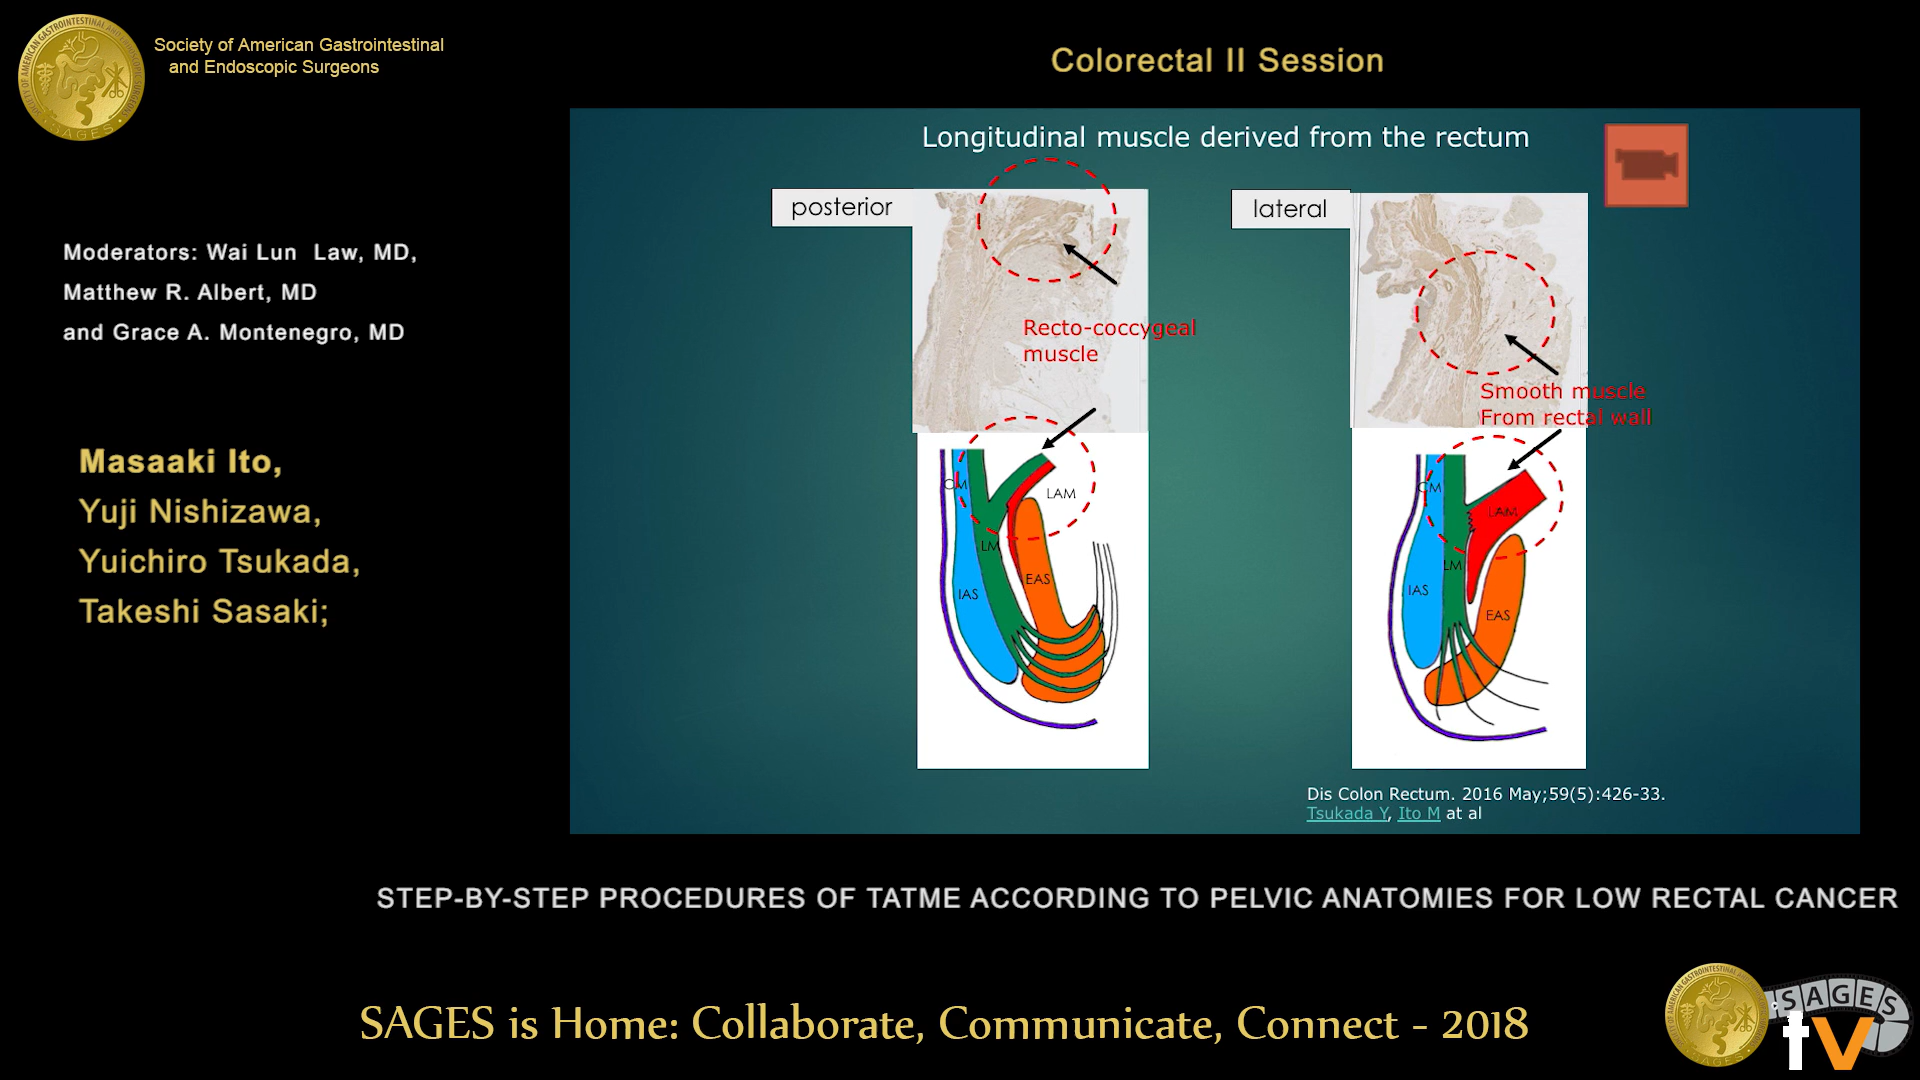 Society of American Gastrointestinal
and Endoscopic Surgeons
Colorectal II Session
Moderators: Wai Lun Law, MD,
Matthew R. Albert, MD
and Grace A. Montenegro, MD
Masaaki Ito,
Yuji Nishizawa,
Yuichiro Tsukada,
Takeshi Sasaki;
Longitudinal muscle derived from the rectum
posterior
Recto-coccygeal
muscle
CM
LAM
LM
EAS
IAS
lateral
Smooth muscle
From rectal wall
CM
LAM
LM
IAS
EAS
Dis Colon Rectum. 2016 May;59(5):426-33.
Tsukada Y, Ito M at al
STEP-BY-STEP PROCEDURES OF TATME ACCORDING TO PELVIC ANATOMIES FOR LOW RECTAL CANCER
SAGES is Home: Collaborate, Communicate, Connect - 2018
SAGES
tv